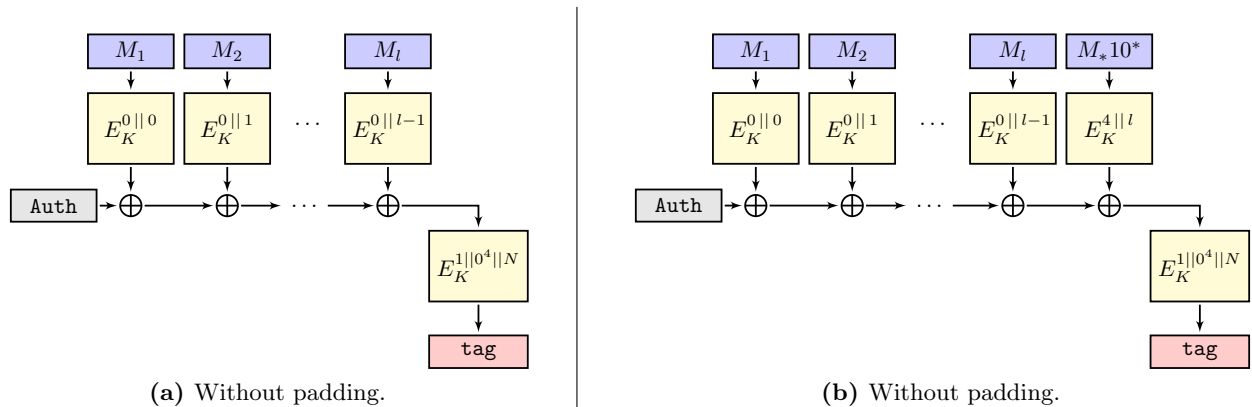 M_1 M_2 M_l
E_K^{0||0} E_K^{0||1} ... E_K^{0||l-1}
Auth ⊕ ⊕ ... ⊕
E_K^{1||0^4||N}
tag
(a) Without padding.
M_1 M_2 M_l M_*10^*
E_K^{0||0} E_K^{0||1} ... E_K^{0||l-1} E_K^{4||l}
Auth ⊕ ⊕ ... ⊕ ⊕
E_K^{1||0^4||N}
tag
(b) Without padding.